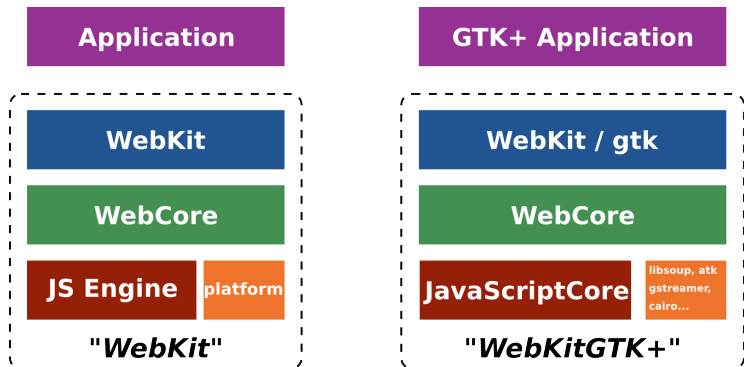 Application
WebKit
WebCore
JS Engine
platform
"WebKit"
GTK+ Application
WebKit / gtk
WebCore
JavaScriptCore
libsoup, atk
gstreamer,
cairo...
"WebKitGTK+"